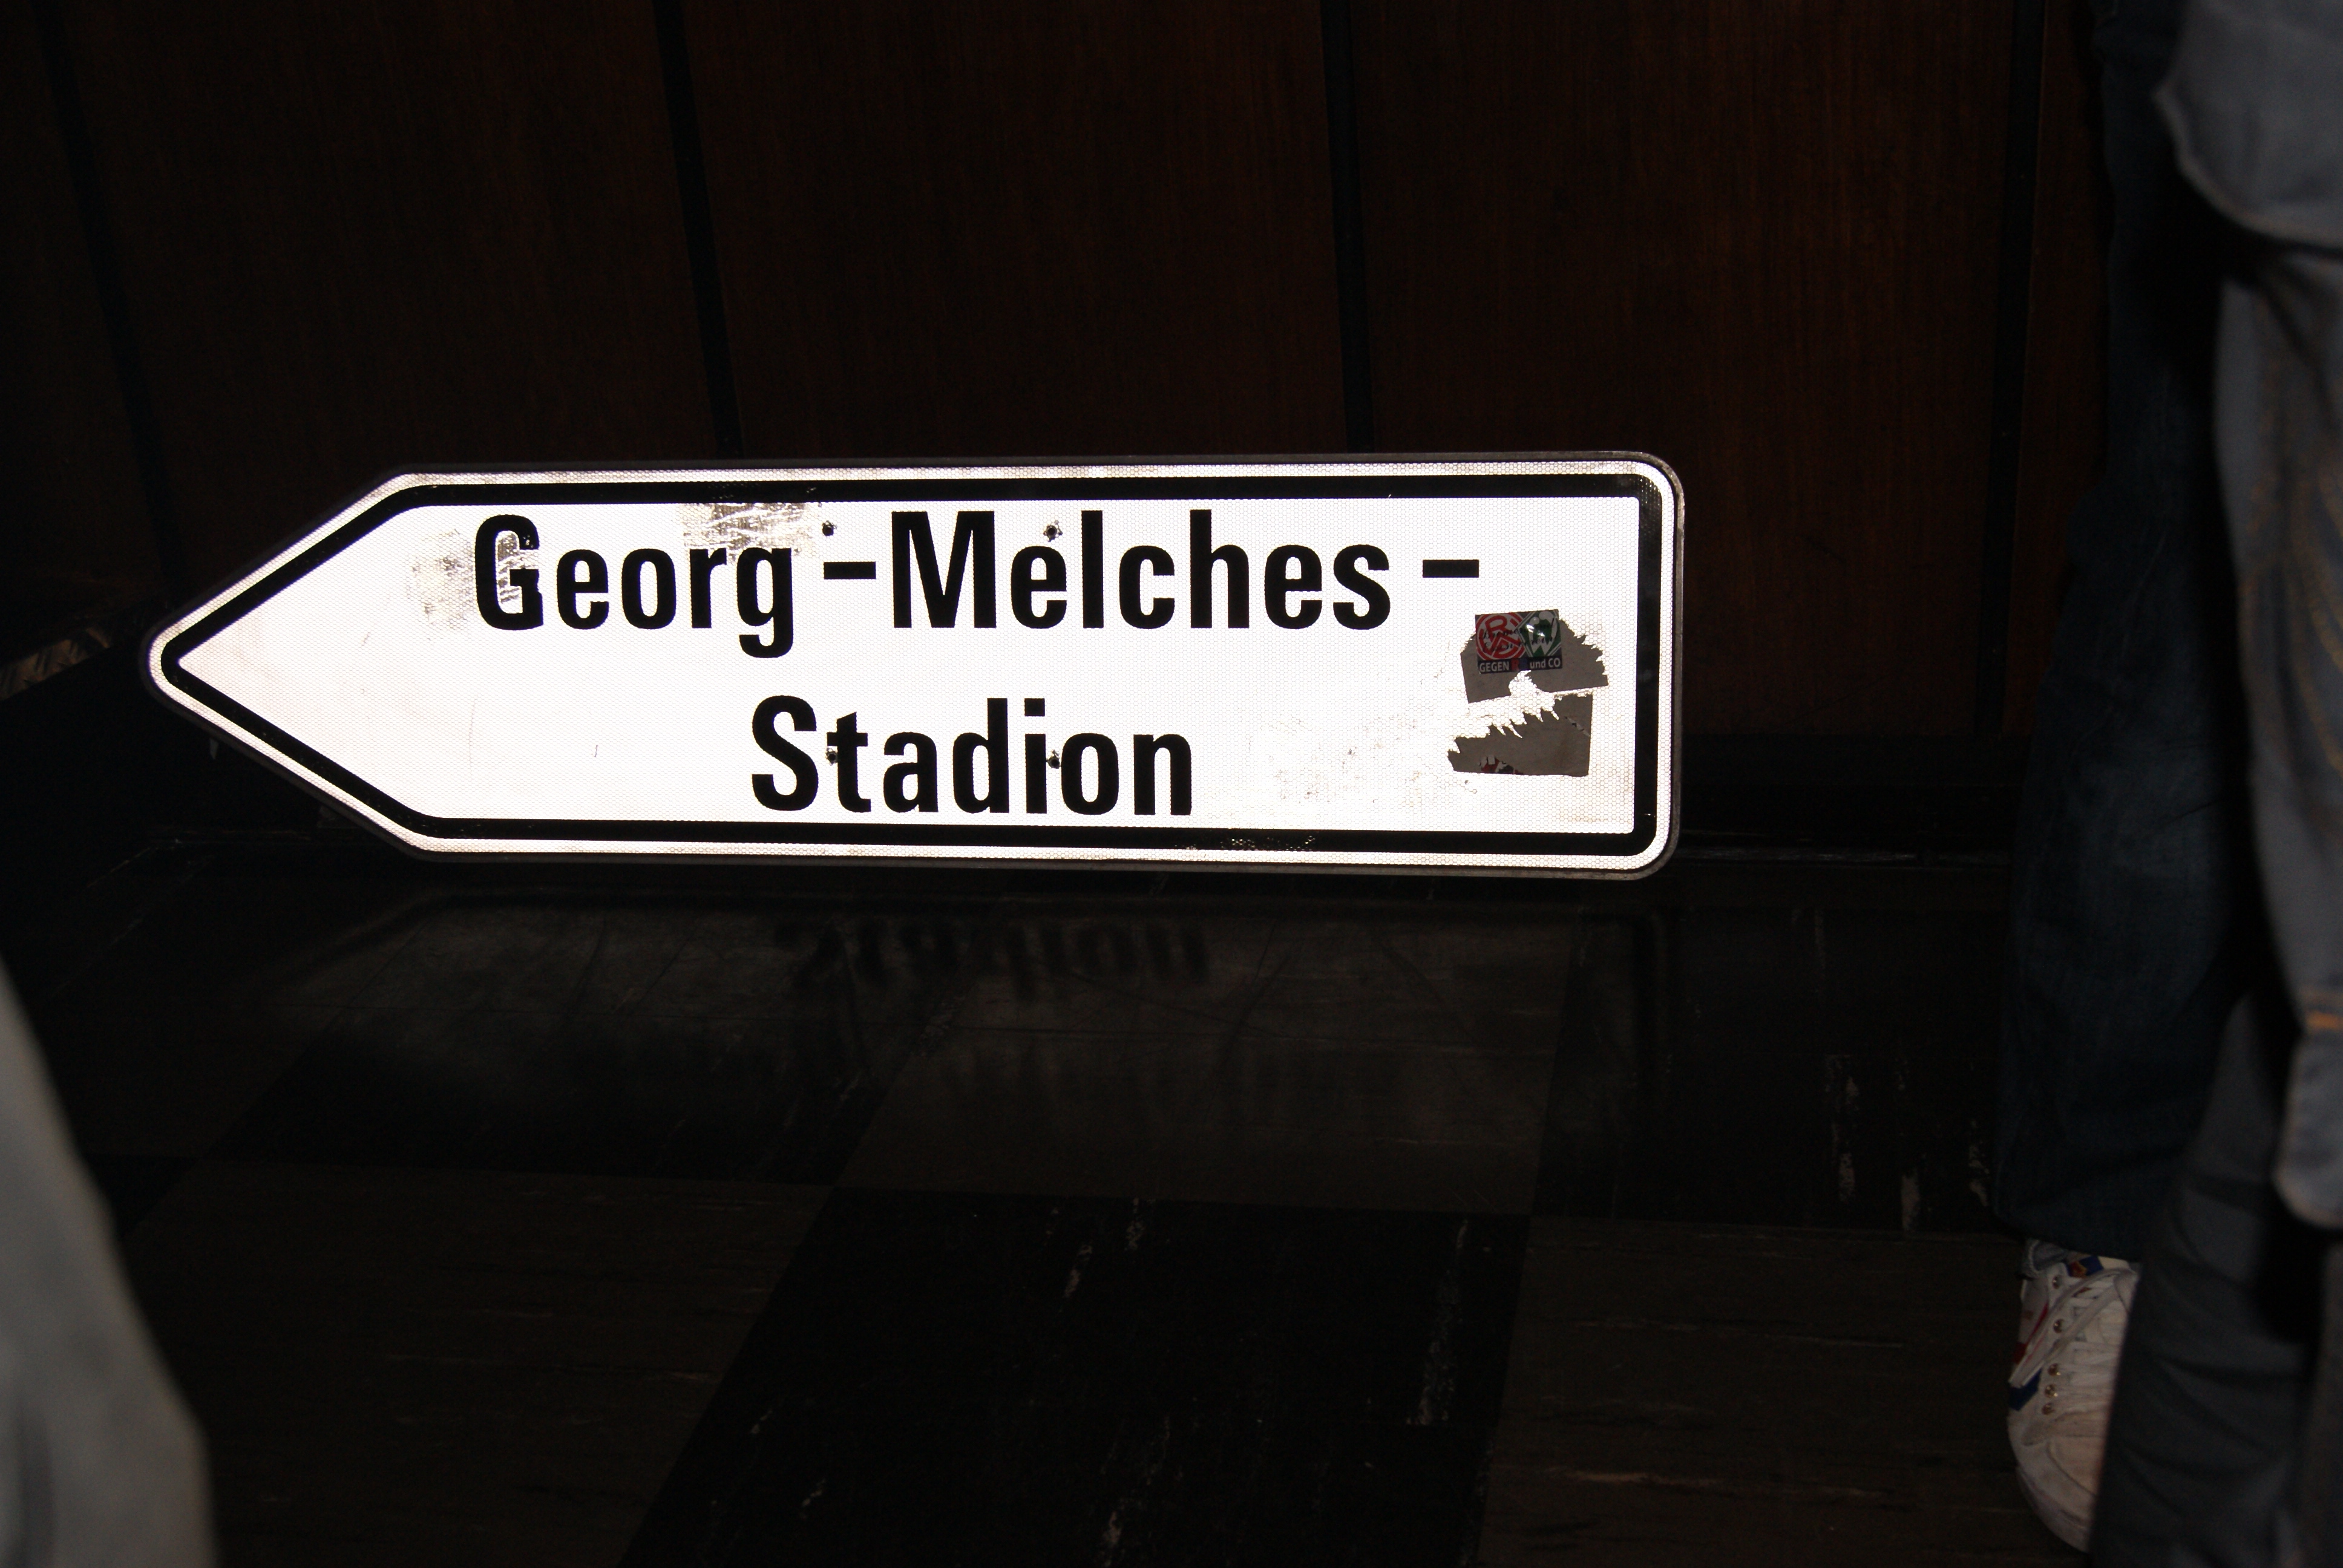 Georg-Melches-
Stadion
GEGEN und CO